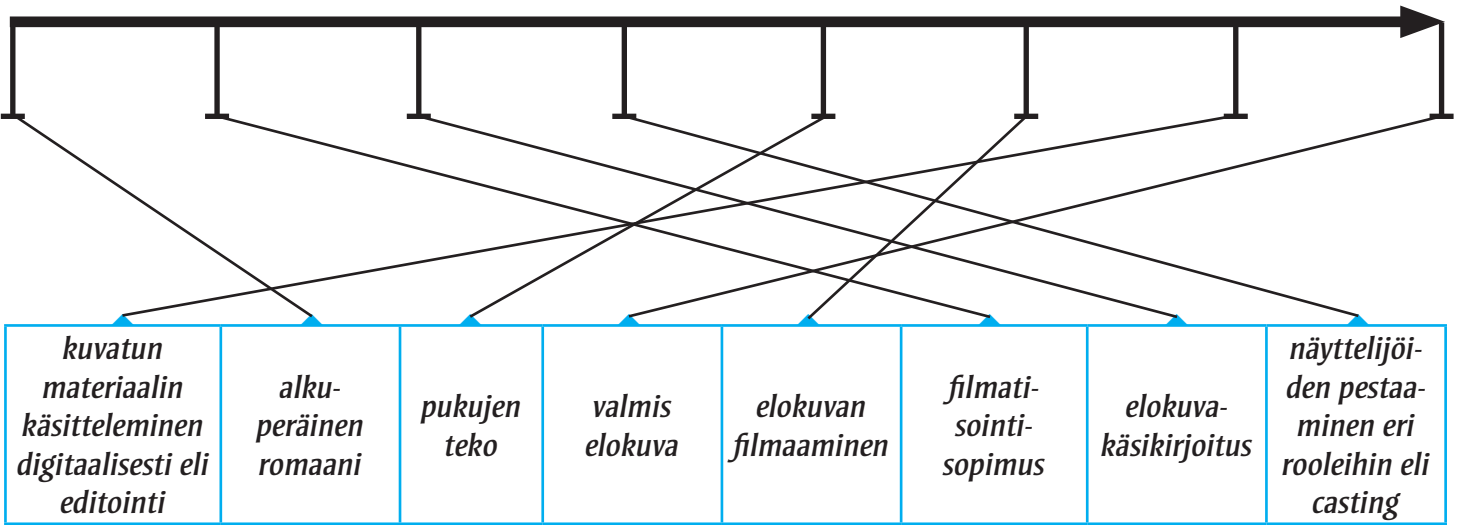 kuvatun
materiaalin
käsitteleminen
digitaalisesti eli
editointi
alku-
peräinen
romaani
pukujen
teko
valmis
elokuva
elokuvan
filmaaminen
filmati-
sointi-
sopimus
elokuva-
käsikirjoitus
näyttelijöi-
den pestaa-
minen eri
rooleihin eli
casting